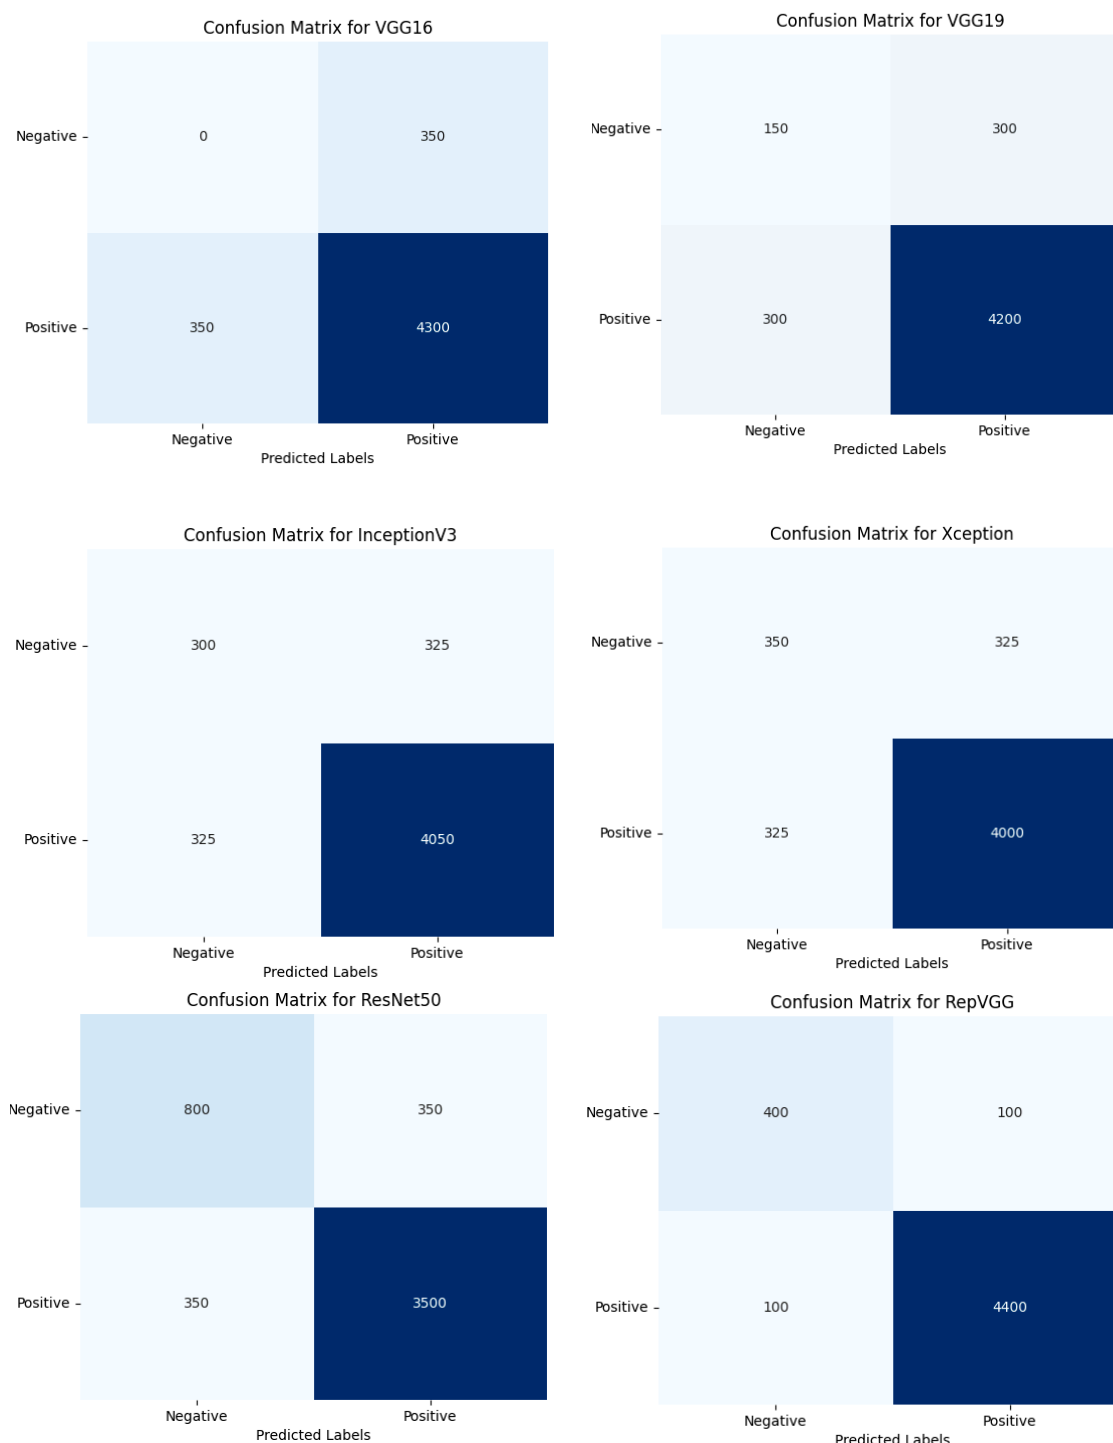 Confusion Matrix for VGG16
Negative
0
350
Positive
350
4300
Negative
Positive
Predicted Labels
Confusion Matrix for VGG19
Negative
150
300
Positive
300
4200
Negative
Positive
Predicted Labels
Confusion Matrix for InceptionV3
Negative
300
325
Positive
325
4050
Negative
Positive
Predicted Labels
Confusion Matrix for Xception
Negative
350
325
Positive
325
4000
Negative
Positive
Predicted Labels
Confusion Matrix for ResNet50
Negative
800
350
Positive
350
3500
Negative
Positive
Predicted Labels
Confusion Matrix for RepVGG
Negative
400
100
Positive
100
4400
Negative
Positive
Predicted Labels